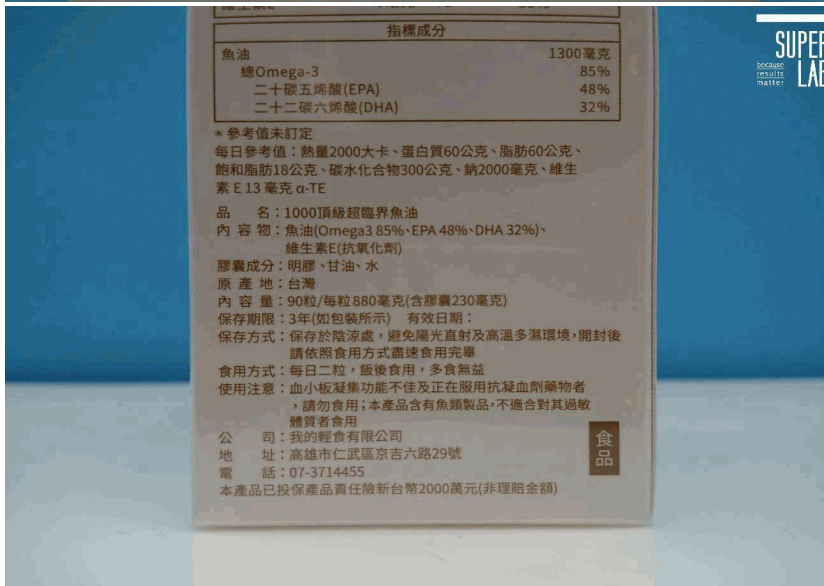 指標成分
魚油 1300毫克
總Omega-3 85%
二十碳五烯酸(EPA) 48%
二十二碳六烯酸(DHA) 32%
＊參考值未訂定
每日參考值：熱量2000大卡、蛋白質60公克、脂肪60公克、
飽和脂肪18公克、碳水化合物300公克、鈉2000毫克、維生
素 E 13 毫克 α-TE
品名：1000頂級超臨界魚油
內容物：魚油(Omega3 85%、EPA 48%、DHA 32%)、
維生素E(抗氧化劑)
膠囊成分：明膠、甘油、水
原產地：台灣
內容量：90粒/每粒880毫克(含膠囊230毫克)
保存期限：3年(如包裝所示) 有效日期：
保存方式：保存於陰涼處，避免陽光直射及高溫多濕環境，開封後
請依照食用方式盡速食用完畢
食用方式：每日二粒，飯後食用，多食無益
使用注意：血小板凝集功能不佳及正在服用抗凝血劑藥物者
，請勿食用；本產品含有魚類製品，不適合對其過敏
體質者食用
公司：我的輕食有限公司
地址：高雄市仁武區京吉六路29號
電話：07-3714455
本產品已投保產品責任險新台幣2000萬元(非理賠金額)
食品
SUPER
LAB
because
results
matter